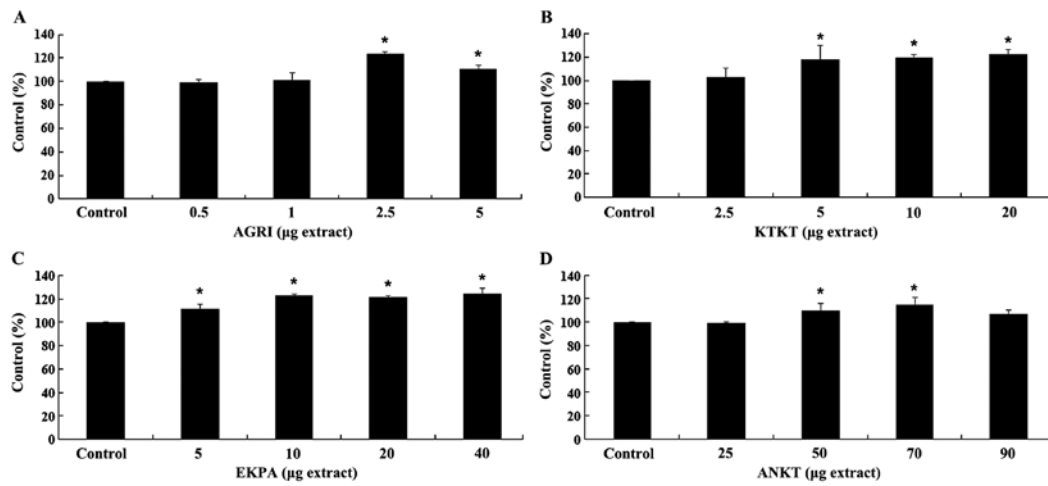 A
140
120
100
80
60
40
20
0
Control (%)
* *
Control 0.5 1 2.5 5
AGRI (µg extract)
B
140
120
100
80
60
40
20
0
Control (%)
* * *
Control 2.5 5 10 20
KTKT (µg extract)
C
140
120
100
80
60
40
20
0
Control (%)
* * * *
Control 5 10 20 40
EKPA (µg extract)
D
140
120
100
80
60
40
20
0
Control (%)
* *
Control 25 50 70 90
ANKT (µg extract)